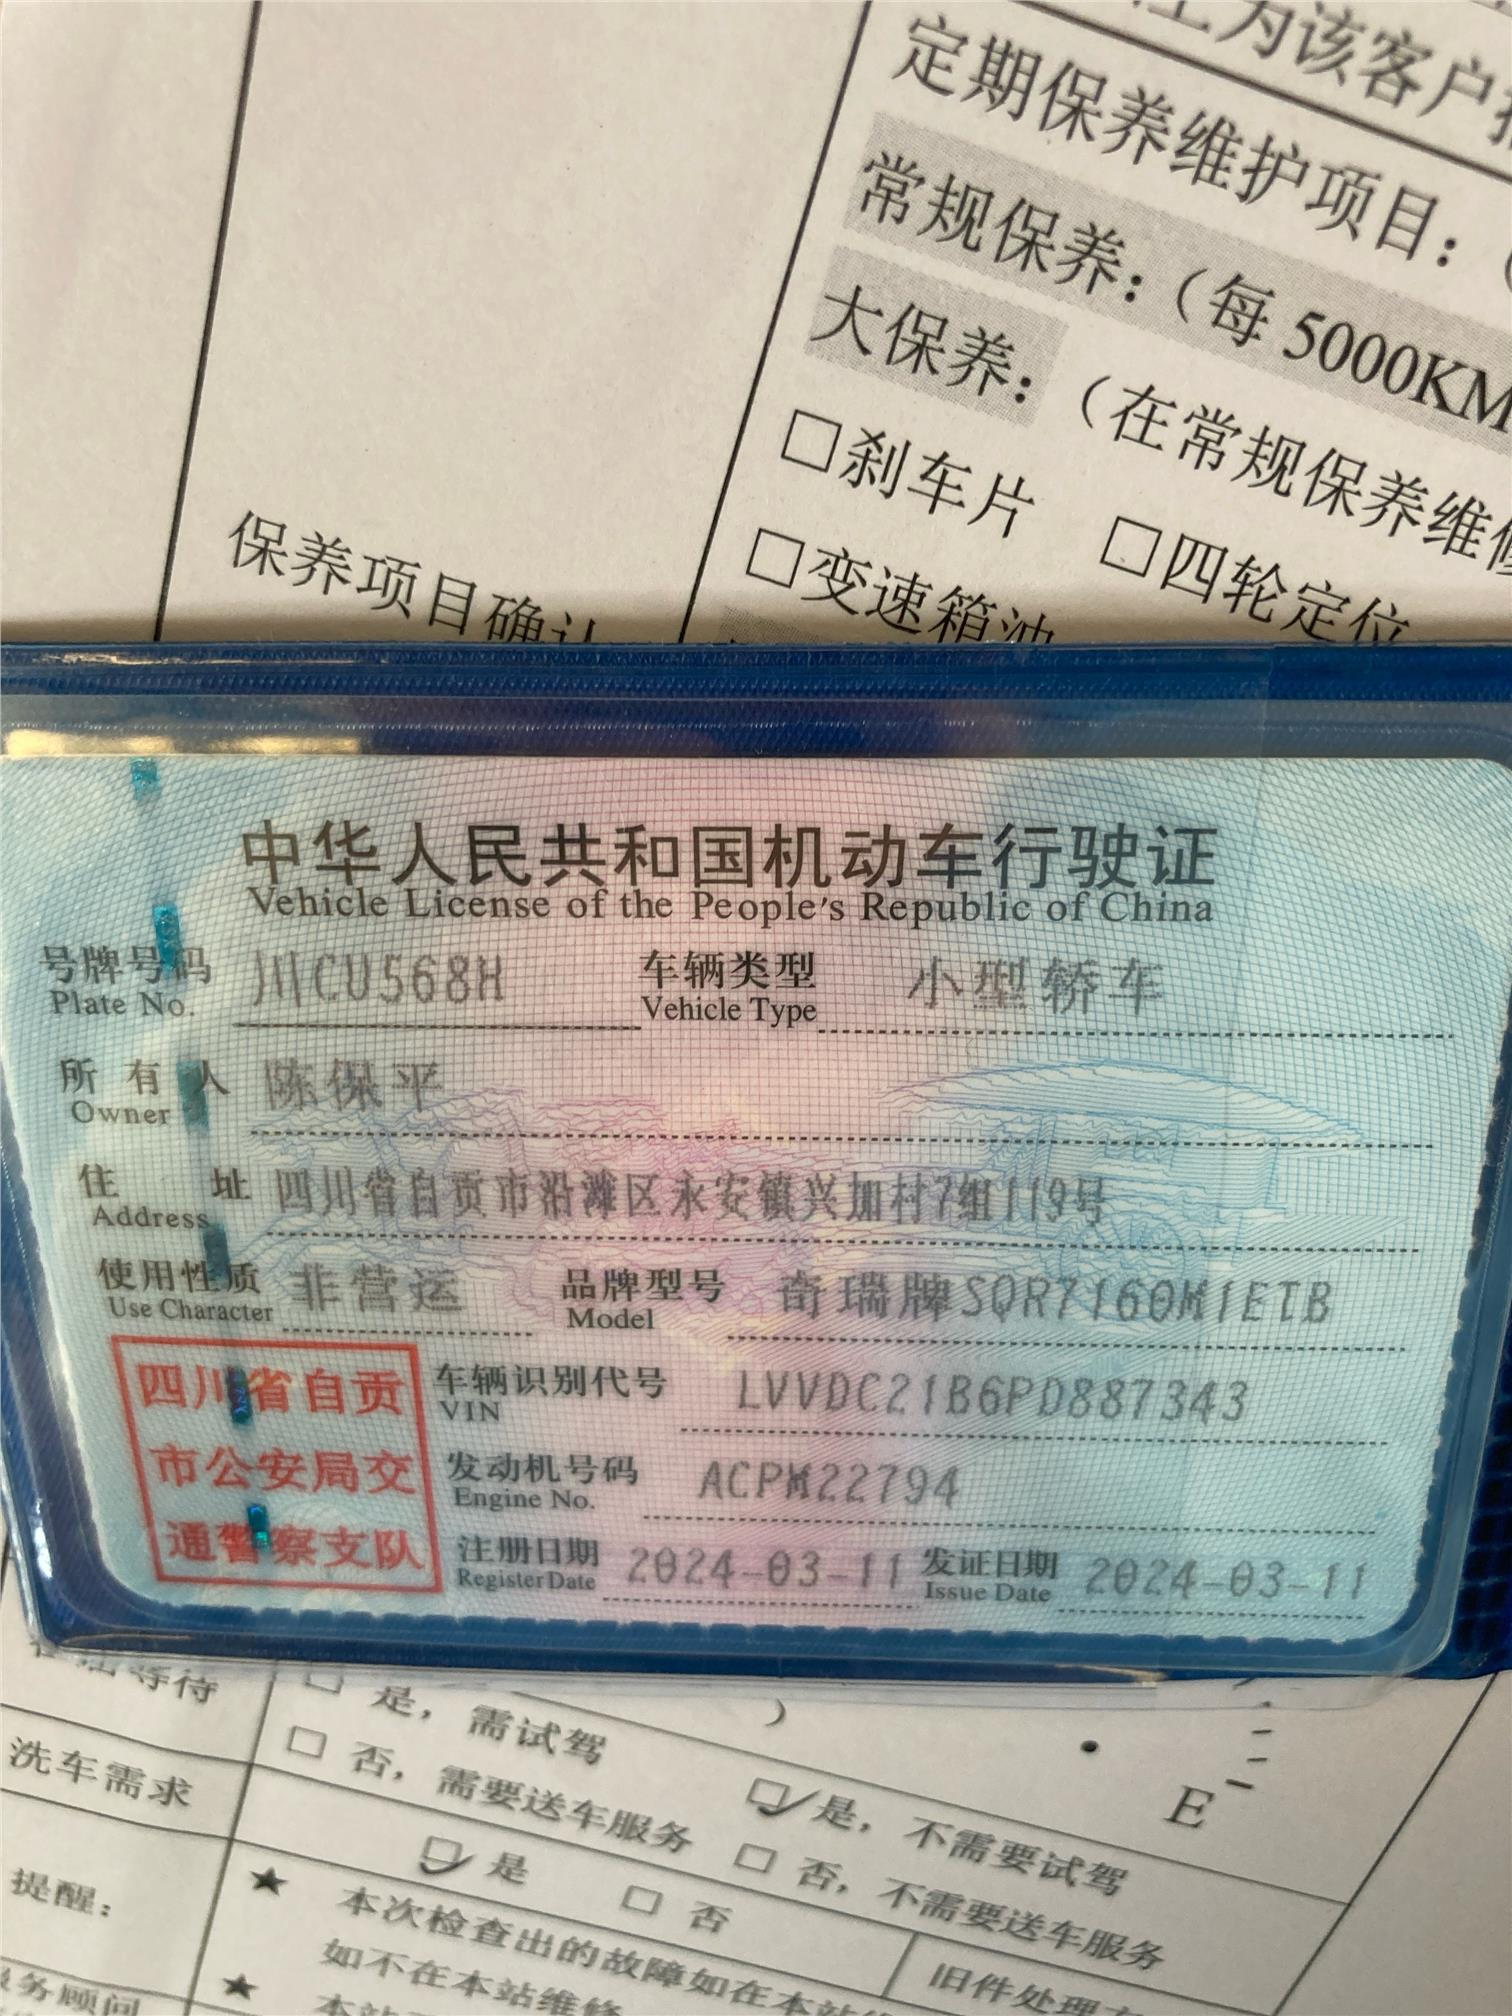 为该客户
定期保养维护项目：
常规保养：（每 5000KM
大保养：（在常规保养维
□刹车片 □四轮定位
□变速箱油
保养项目确认
中华人民共和国机动车行驶证
Vehicle License of the People's Republic of China
号牌号码 川CU568H 车辆类型 小型轿车
Plate No. Vehicle Type
所有人 陈保平
Owner
住址 四川省自贡市沿滩区永安镇兴加村7组119号
Address
使用性质 非营运 品牌型号 奇瑞牌SQR7160M1ETB
Use Character Model
四川省自贡
市公安局交
通警察支队
车辆识别代号 LVVDC21B6PD887343
VIN
发动机号码 ACPM22794
Engine No.
注册日期 2024-03-11 发证日期 2024-03-11
Register Date Issue Date
等待
□ 是，需试驾 ☑ 是，不需要试驾
洗车需求 □ 否，需要送车服务 □ 否，不需要送车服务
E
☑ 是 □ 否
提醒：
★ 本次检查出的故障如在本站
旧件处理
如不在本站维修
★ 本站
务顾问